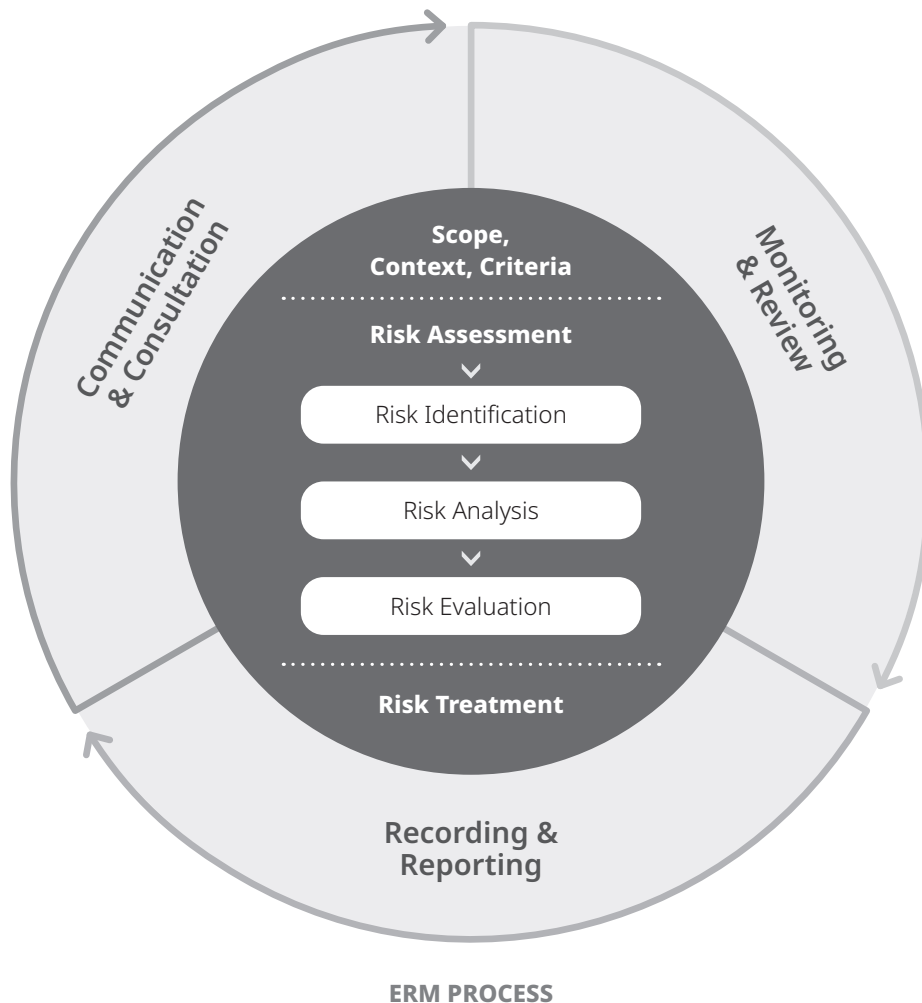 Communication
& Consultation
Monitoring
& Review
Scope,
Context, Criteria
Risk Assessment
Risk Identification
Risk Analysis
Risk Evaluation
Risk Treatment
Recording &
Reporting
ERM PROCESS